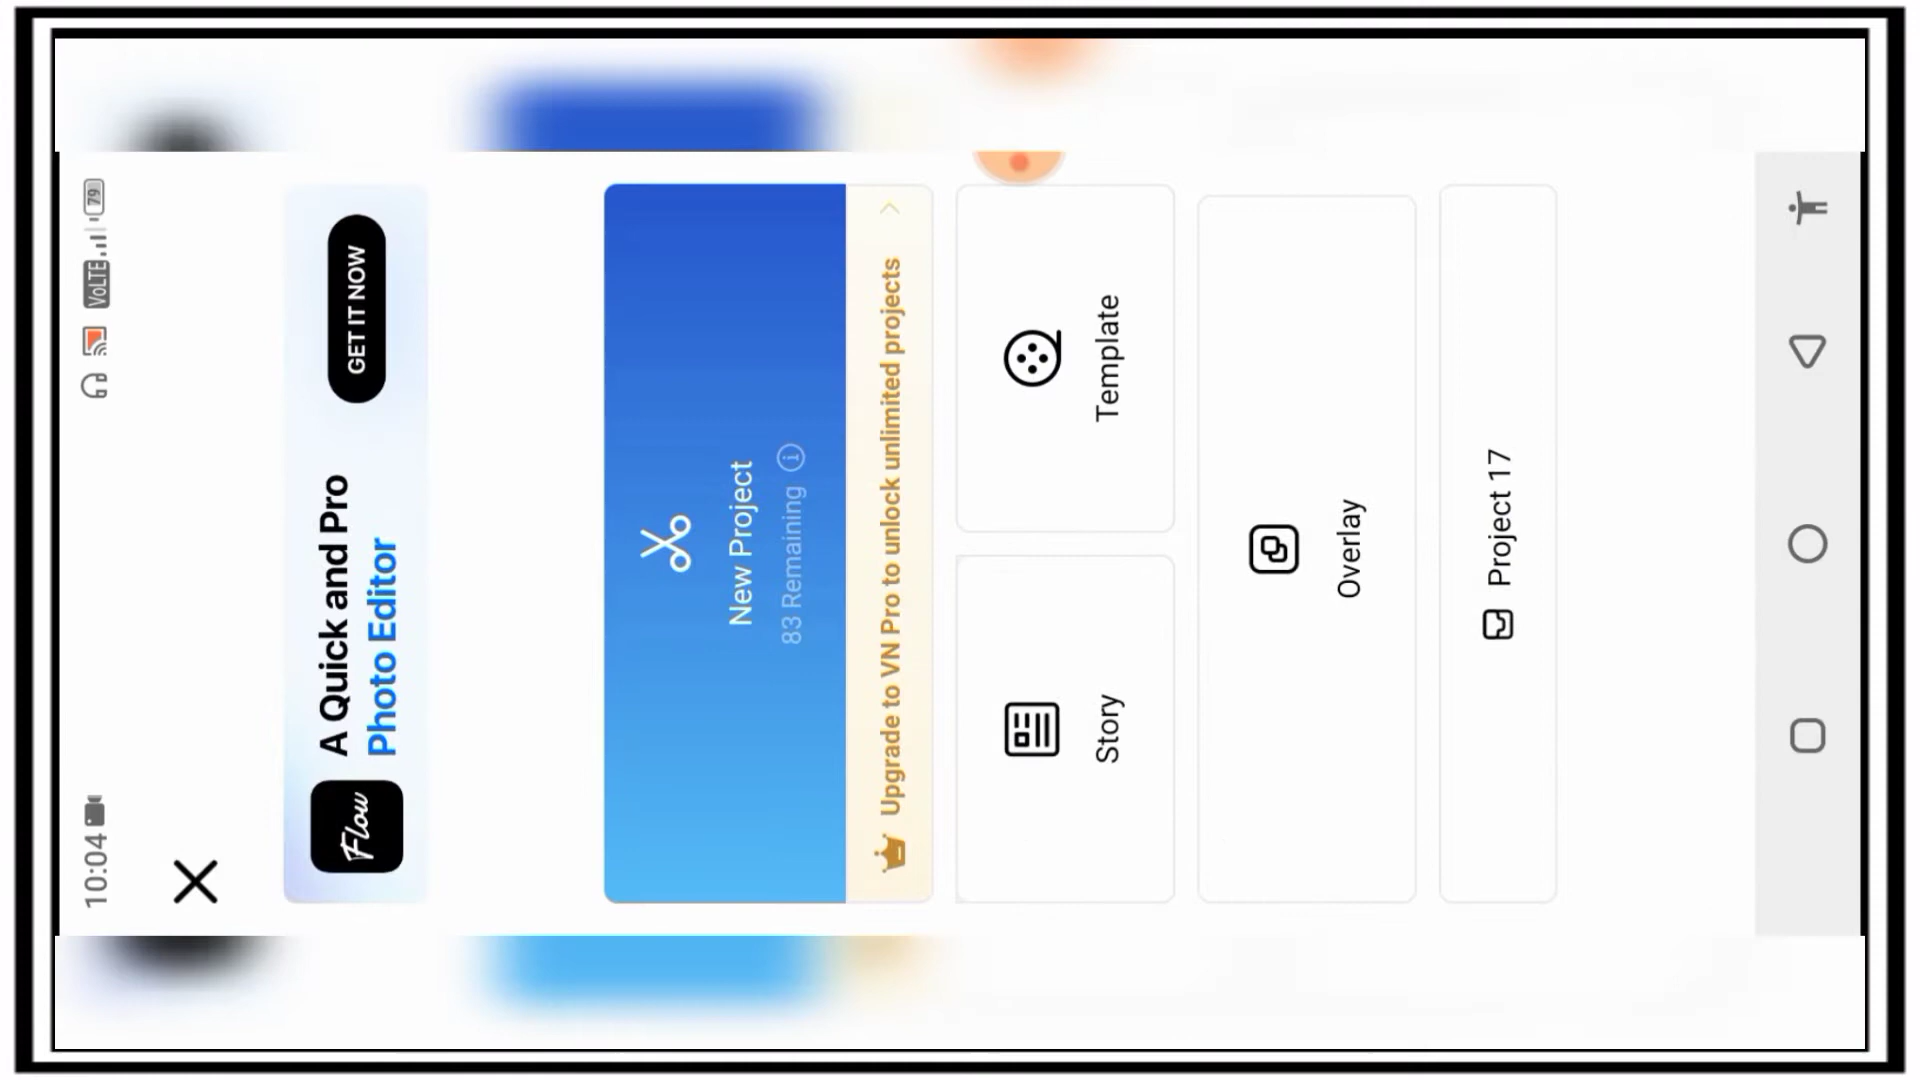 10:04
VoLTE
79
A Quick and Pro
Photo Editor
Flow
GET IT NOW
New Project
83 Remaining
Upgrade to VN Pro to unlock unlimited projects
Story
Template
Overlay
Project 17